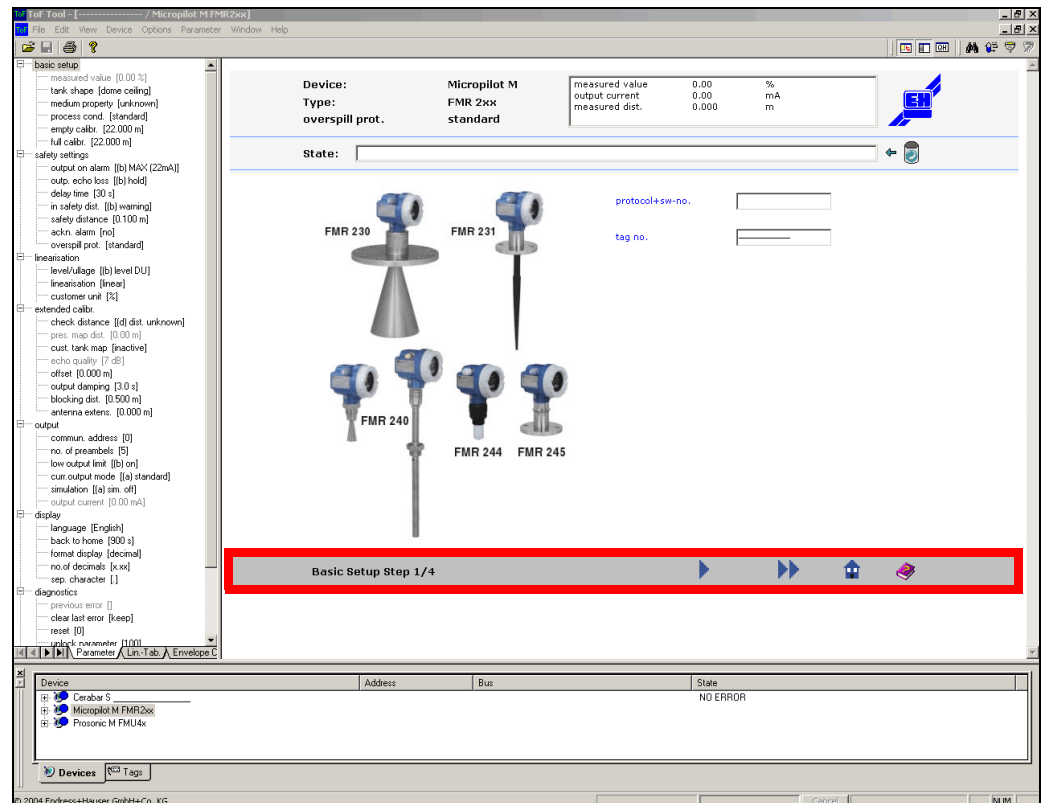 ToF Tool - [---------------- / Micropilot M FMR2xx]
File Edit View Device Options Parameter Window Help
basic setup
measured value [0.00 %]
tank shape [dome ceiling]
medium property [unknown]
process cond. [standard]
empty calibr. [22.000 m]
full calibr. [22.000 m]
safety settings
output on alarm [(b) MAX (22mA)]
outp. echo loss [(b) hold]
delay time [30 s]
in safety dist. [(b) warning]
safety distance [0.100 m]
ackn. alarm [no]
overspill prot. [standard]
linearisation
level/ullage [(b) level DU]
linearisation [linear]
customer unit [%]
extended calibr.
check distance [(d) dist. unknown]
pres. map dist. [0.00 m]
cust. tank map [inactive]
echo quality [7 dB]
offset [0.000 m]
output damping [3.0 s]
blocking dist. [0.500 m]
antenna extens. [0.000 m]
output
commun. address [0]
no. of preambels [5]
low output limit [(b) on]
curr.output mode [(a) standard]
simulation [(a) sim. off]
output current [0.00 mA]
display
language [English]
back to home [900 s]
format display [decimal]
no.of decimals [x.xx]
sep. character [.]
diagnostics
previous error []
clear last error [keep]
reset [0]
unlock parameter [100]
Parameter Lin.-Tab. Envelope C
Device: Micropilot M
Type: FMR 2xx
overspill prot. standard
measured value 0.00 %
output current 0.00 mA
measured dist. 0.000 m
EH
State:
FMR 230
FMR 231
FMR 240
FMR 244
FMR 245
protocol+sw-no.
tag no.
Basic Setup Step 1/4
Device Address Bus State
Cerabar S ______________ NO ERROR
Micropilot M FMR2xx
Prosonic M FMU4x
Devices Tags
© 2004 Endress+Hauser GmbH+Co. KG
Cancel
NUM